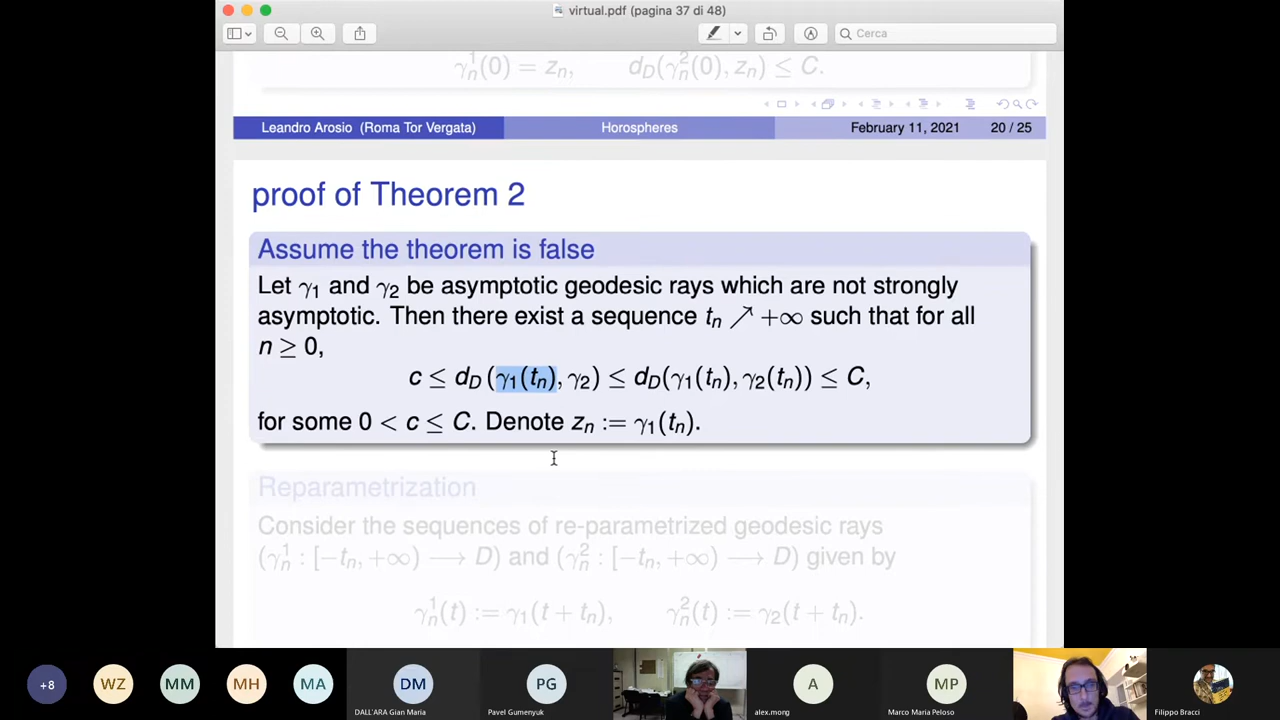 virtual.pdf (pagina 37 di 48)
Cerca
γ¹ₙ(0) = zₙ, d_D(γ²ₙ(0), zₙ) ≤ C.
Leandro Arosio (Roma Tor Vergata) Horospheres February 11, 2021 20 / 25
proof of Theorem 2
Assume the theorem is false
Let γ₁ and γ₂ be asymptotic geodesic rays which are not strongly
asymptotic. Then there exist a sequence tₙ ↗ +∞ such that for all
n ≥ 0,
c ≤ d_D (γ₁(tₙ), γ₂) ≤ d_D(γ₁(tₙ), γ₂(tₙ)) ≤ C,
for some 0 < c ≤ C. Denote zₙ := γ₁(tₙ).
Reparametrization
Consider the sequences of re-parametrized geodesic rays
(γ¹ₙ : [−tₙ, +∞) ⟶ D) and (γ²ₙ : [−tₙ, +∞) ⟶ D) given by
γ¹ₙ(t) := γ₁(t + tₙ), γ²ₙ(t) := γ₂(t + tₙ).
+8 WZ MM MH MA DM PG A MP
DALL'ARA Gian Maria Pavel Gumenyuk alex.mong Marco Maria Peloso Filippo Bracci